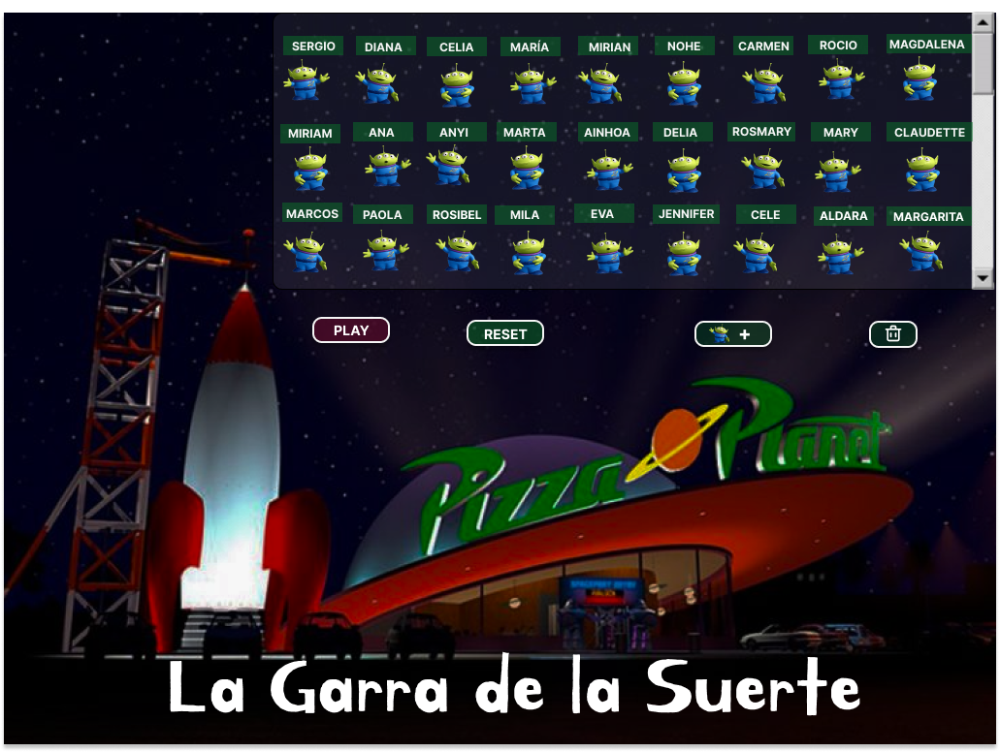 SERGIO DIANA CELIA MARÍA MIRIAN NOHE CARMEN ROCIO MAGDALENA
MIRIAM ANA ANYI MARTA AINHOA DELIA ROSMARY MARY CLAUDETTE
MARCOS PAOLA ROSIBEL MILA EVA JENNIFER CELE ALDARA MARGARITA
PLAY RESET + 
Pizza Planet
La Garra de la Suerte